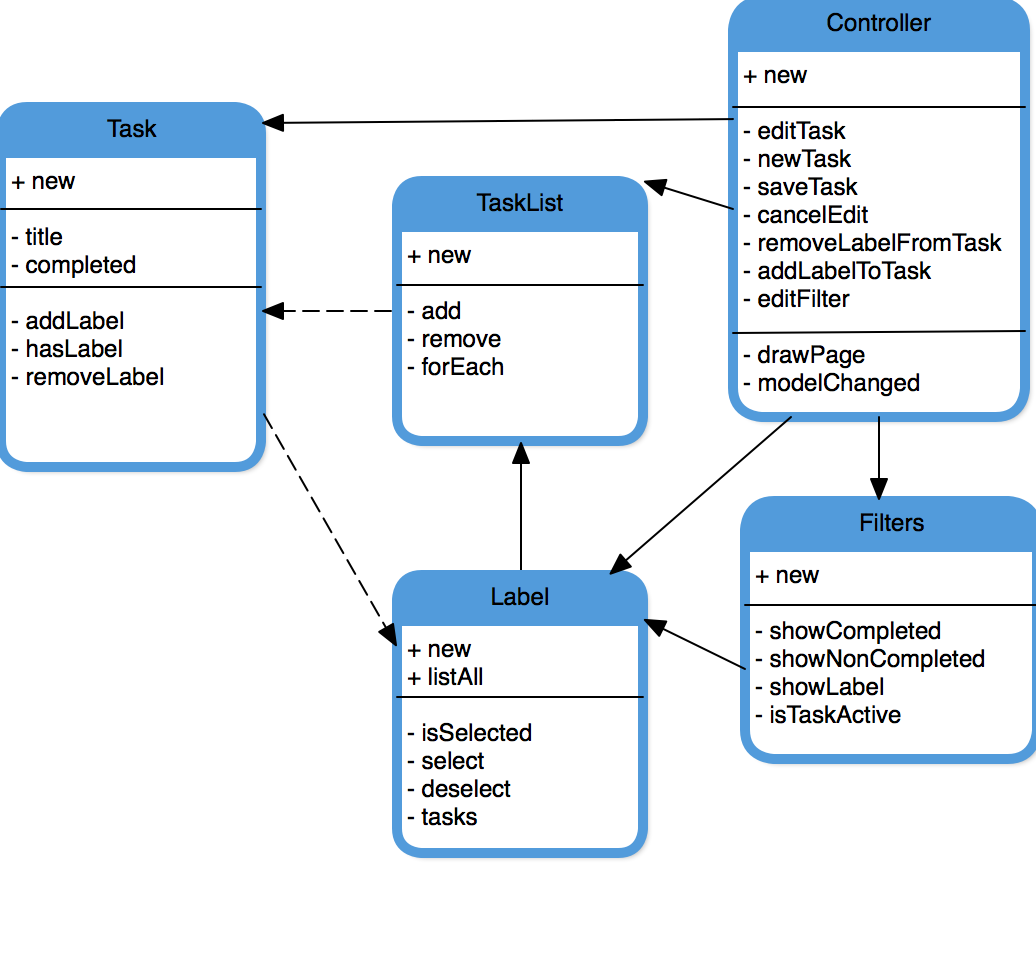 Controller
+ new
- editTask
- newTask
- saveTask
- cancelEdit
- removeLabelFromTask
- addLabelToTask
- editFilter
- drawPage
- modelChanged
Task
+ new
- title
- completed
- addLabel
- hasLabel
- removeLabel
TaskList
+ new
- add
- remove
- forEach
Filters
+ new
- showCompleted
- showNonCompleted
- showLabel
- isTaskActive
Label
+ new
+ listAll
- isSelected
- select
- deselect
- tasks